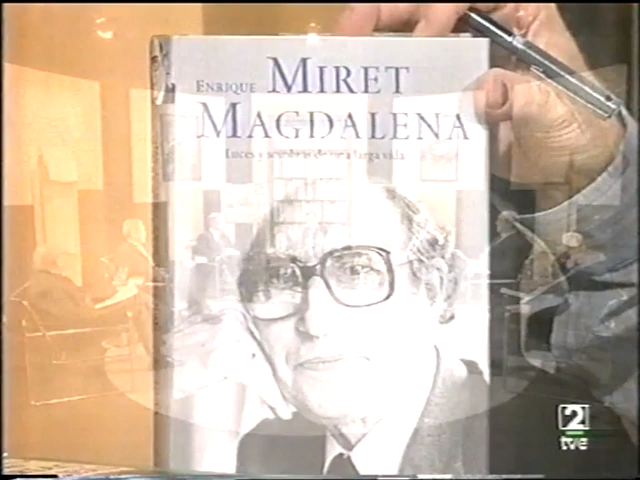 ENRIQUE MIRET
MAGDALENA
Luces y sombras de una larga vida
2
tve